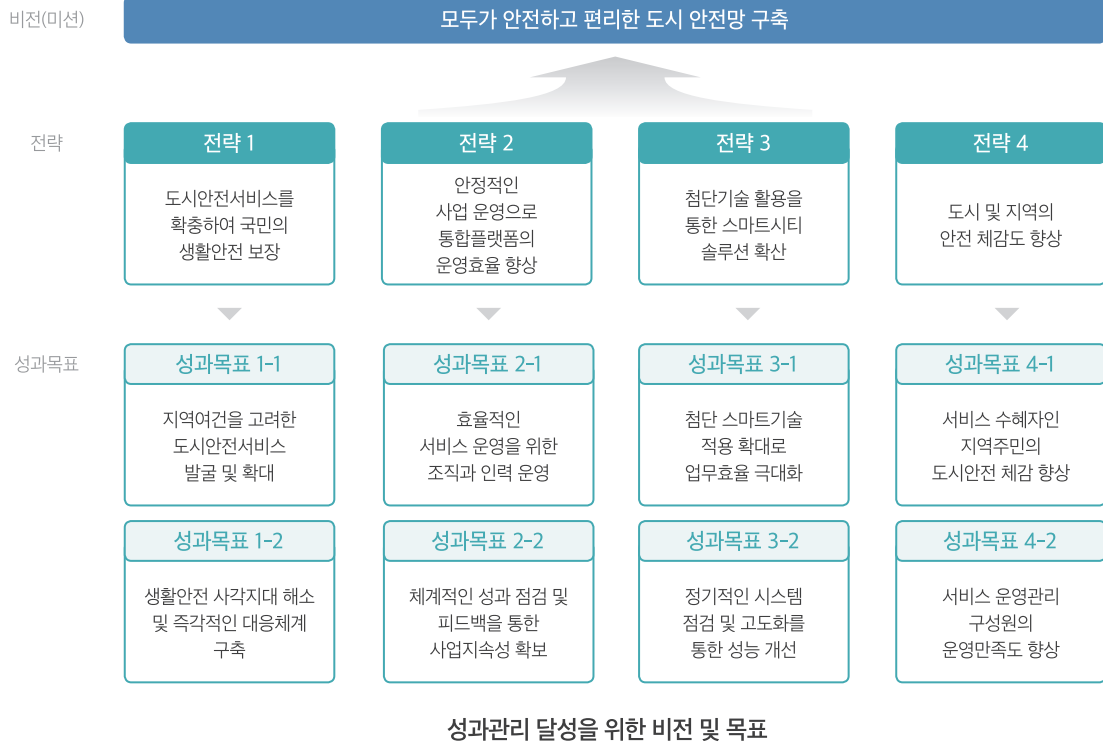 비전(미션)
모두가 안전하고 편리한 도시 안전망 구축
전략
전략 1
도시안전서비스를
확충하여 국민의
생활안전 보장
전략 2
안정적인
사업 운영으로
통합플랫폼의
운영효율 향상
전략 3
첨단기술 활용을
통한 스마트시티
솔루션 확산
전략 4
도시 및 지역의
안전 체감도 향상
성과목표
성과목표 1-1
지역여건을 고려한
도시안전서비스
발굴 및 확대
성과목표 2-1
효율적인
서비스 운영을 위한
조직과 인력 운영
성과목표 3-1
첨단 스마트기술
적용 확대로
업무효율 극대화
성과목표 4-1
서비스 수혜자인
지역주민의
도시안전 체감 향상
성과목표 1-2
생활안전 사각지대 해소
및 즉각적인 대응체계
구축
성과목표 2-2
체계적인 성과 점검 및
피드백을 통한
사업지속성 확보
성과목표 3-2
정기적인 시스템
점검 및 고도화를
통한 성능 개선
성과목표 4-2
서비스 운영관리
구성원의
운영만족도 향상
성과관리 달성을 위한 비전 및 목표